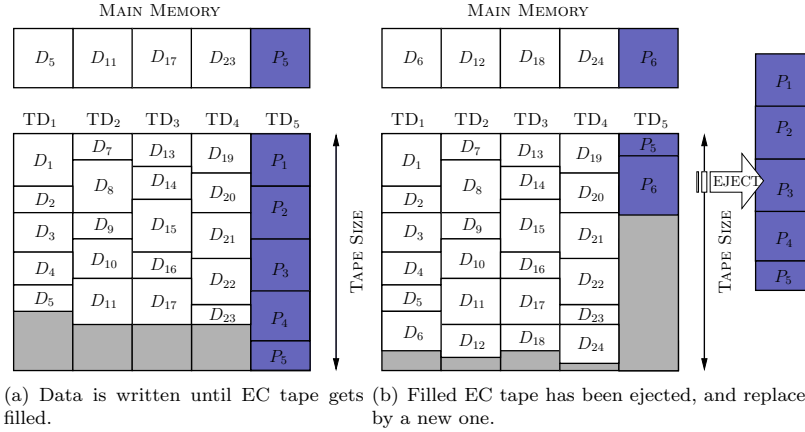 MAIN MEMORY
D5 D11 D17 D23 P5
TD1 TD2 TD3 TD4 TD5
D1 D2 D3 D4 D5
D7 D8 D9 D10 D11
D13 D14 D15 D16 D17
D19 D20 D21 D22 D23
P1 P2 P3 P4 P5
TAPE SIZE
(a) Data is written until EC tape gets
filled.
MAIN MEMORY
D6 D12 D18 D24 P6
TD1 TD2 TD3 TD4 TD5
D1 D2 D3 D4 D5 D6
D7 D8 D9 D10 D11 D12
D13 D14 D15 D16 D17 D18
D19 D20 D21 D22 D23 D24
P5 P6
TAPE SIZE
EJECT
P1 P2 P3 P4 P5
(b) Filled EC tape has been ejected, and replace
by a new one.